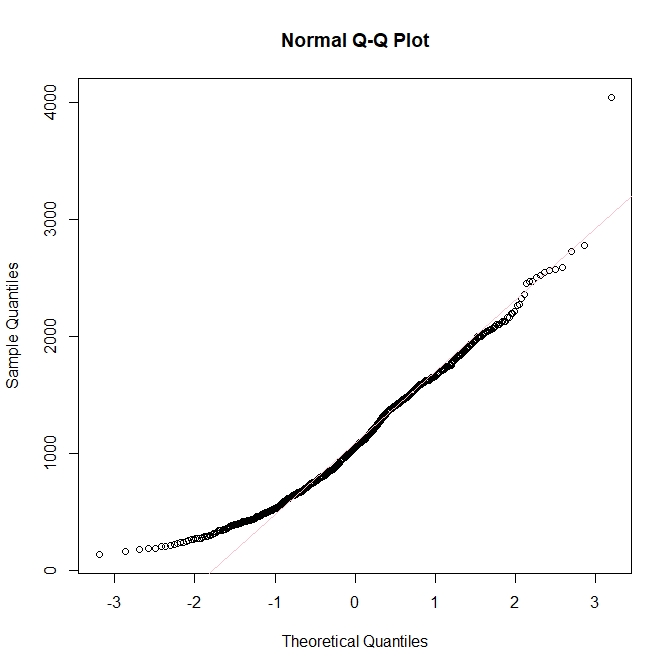 Normal Q-Q Plot
4000
3000
2000
1000
0
Sample Quantiles
-3 -2 -1 0 1 2 3
Theoretical Quantiles